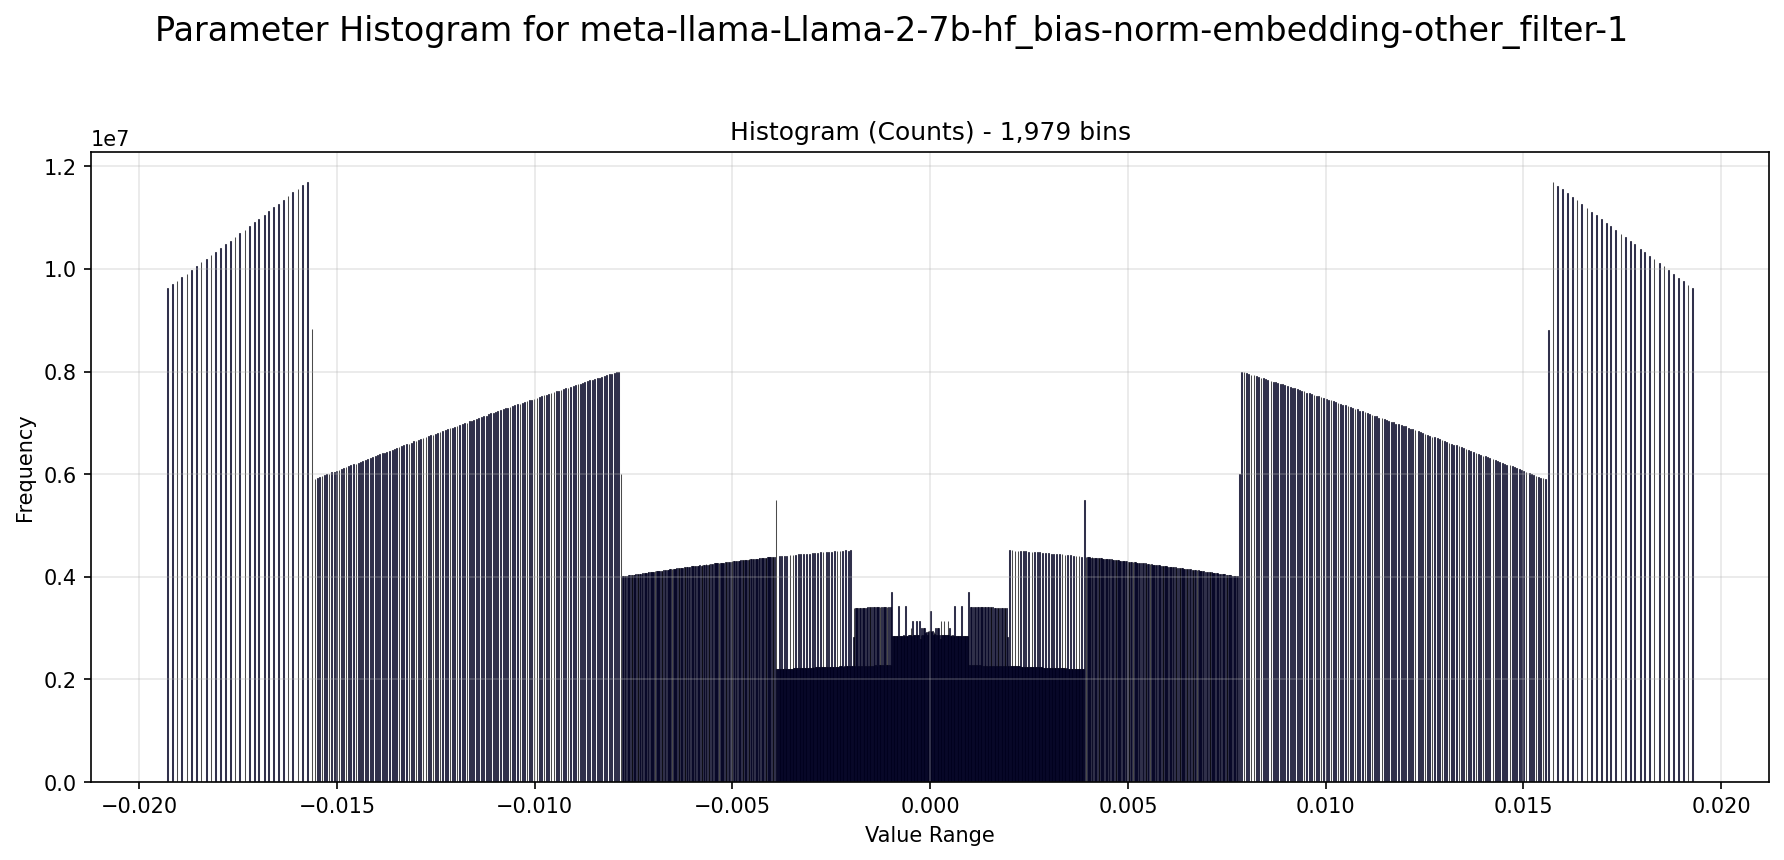 Parameter Histogram for meta-llama-Llama-2-7b-hf_bias-norm-embedding-other_filter-1
Histogram (Counts) - 1,979 bins
1e7
1.2
1.0
0.8
0.6
0.4
0.2
0.0
Frequency
−0.020 −0.015 −0.010 −0.005 0.000 0.005 0.010 0.015 0.020
Value Range